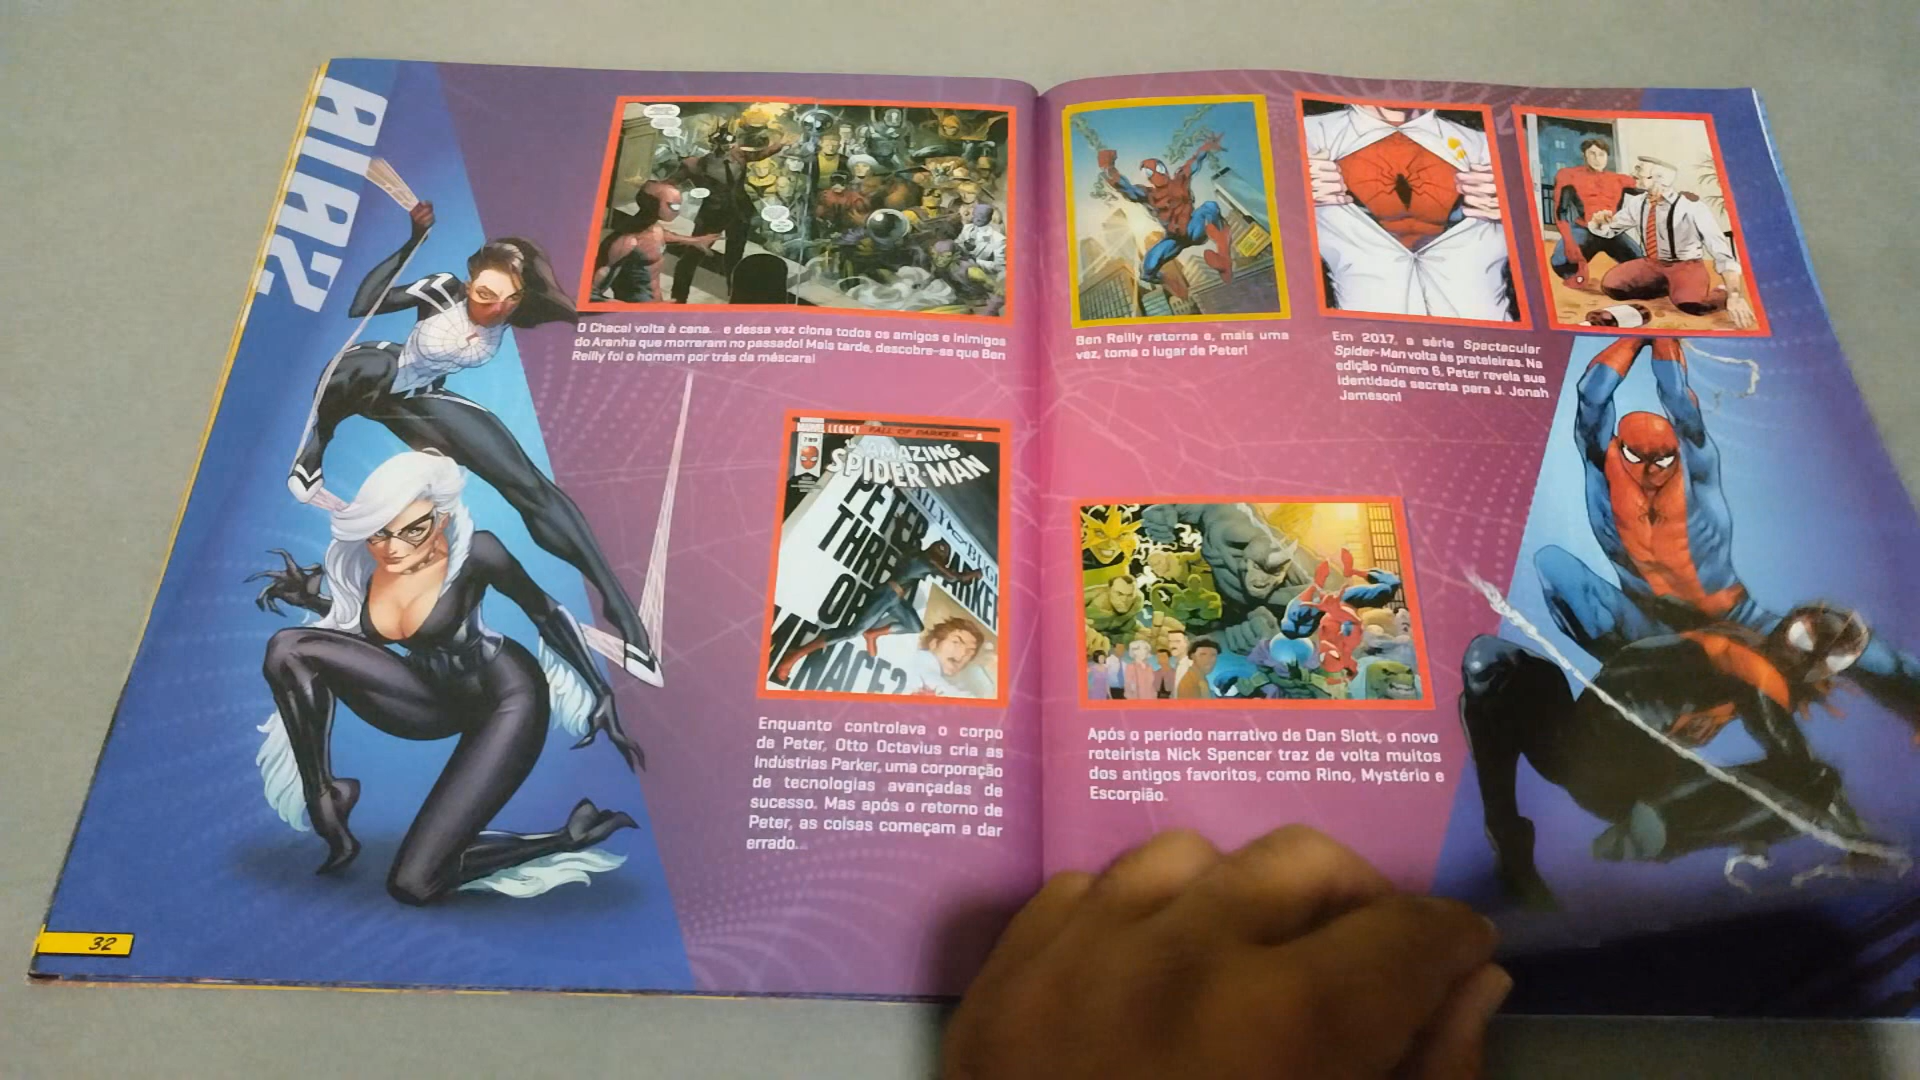 O Chacal volta à cena... e dessa vez clona todos os amigos e inimigos
do Aranha que morreram no passado! Mais tarde, descobre-se que Ben
Reilly foi o homem por trás da máscara!
MARVEL LEGACY FALL OF PARKER
789
THE AMAZING
SPIDER-MAN
DAILY BUGLE
PETER PARKER
THREAT
OR
MENACE?
Enquanto controlava o corpo
de Peter, Otto Octavius cria as
Indústrias Parker, uma corporação
de tecnologias avançadas de
sucesso. Mas após o retorno de
Peter, as coisas começam a dar
errado...
32
Ben Reilly retorna e, mais uma
vez, toma o lugar de Peter!
Em 2017, a série Spectacular
Spider-Man volta às prateleiras. Na
edição número 6, Peter revela sua
identidade secreta para J. Jonah
Jameson!
Após o período narrativo de Dan Slott, o novo
roteirista Nick Spencer traz de volta muitos
dos antigos favoritos, como Rino, Mystério e
Escorpião.